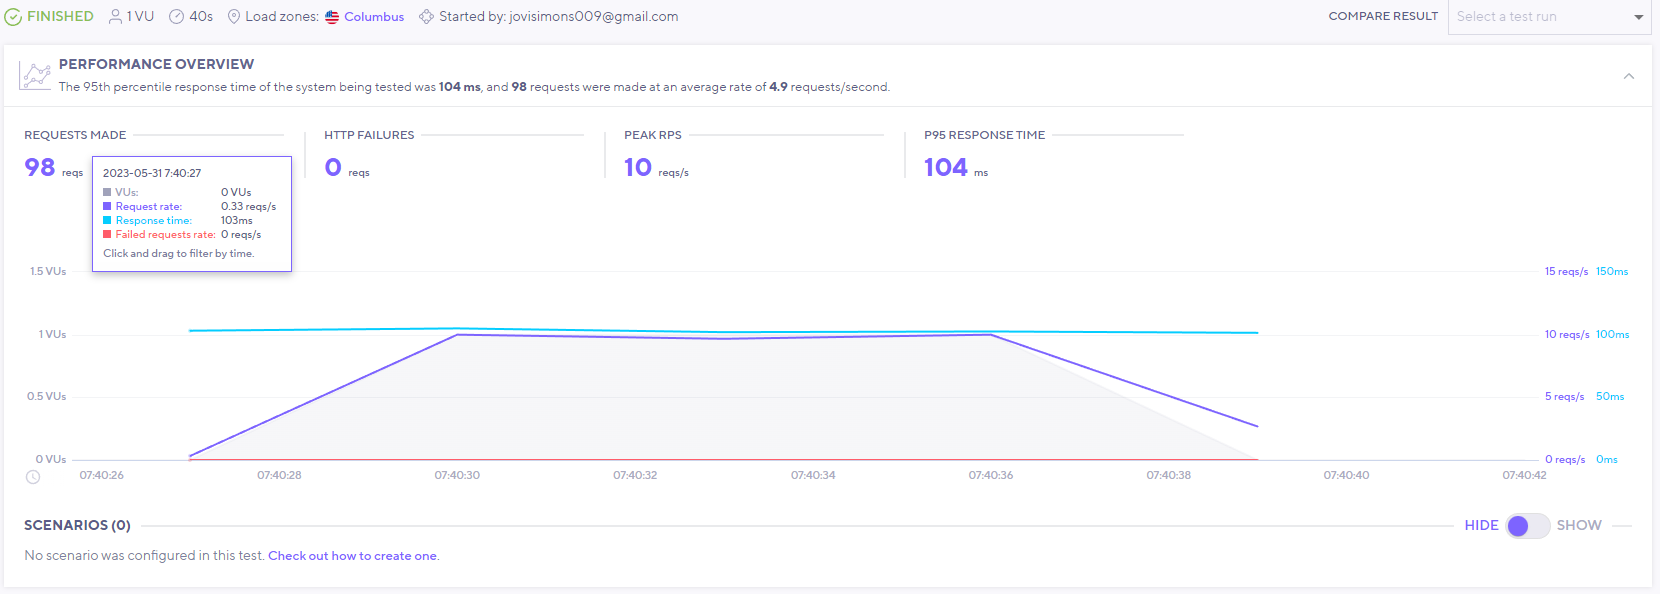 FINISHED 1 VU 40s Load zones: Columbus Started by: jovisimons009@gmail.com COMPARE RESULT Select a test run
PERFORMANCE OVERVIEW
The 95th percentile response time of the system being tested was 104 ms, and 98 requests were made at an average rate of 4.9 requests/second.
REQUESTS MADE HTTP FAILURES PEAK RPS P95 RESPONSE TIME
98 reqs 0 reqs 10 reqs/s 104 ms
2023-05-31 7:40:27
VUs: 0 VUs
Request rate: 0.33 reqs/s
Response time: 103ms
Failed requests rate: 0 reqs/s
Click and drag to filter by time.
1.5 VUs 15 reqs/s 150ms
1 VUs 10 reqs/s 100ms
0.5 VUs 5 reqs/s 50ms
0 VUs 0 reqs/s 0ms
07:40:26 07:40:28 07:40:30 07:40:32 07:40:34 07:40:36 07:40:38 07:40:40 07:40:42
SCENARIOS (0) HIDE SHOW
No scenario was configured in this test. Check out how to create one.